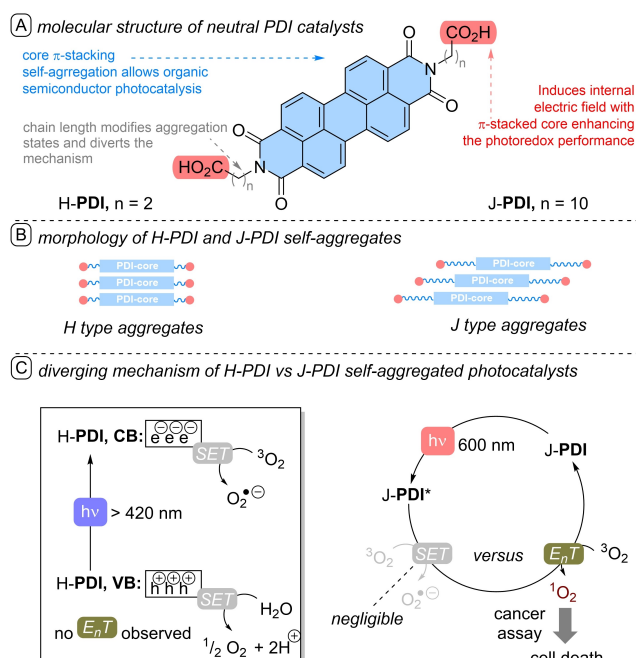 A molecular structure of neutral PDI catalysts
core π-stacking
self-agrregation allows organic
semiconductor photocatalysis
CO2H
n
O
N
O
Induces internal
electric field with
π-stacked core enhancing
the photoredox performance
chain length modifies aggregation
states and diverts the
mechanism
O
HO2C
N
n
O
H-PDI, n = 2
J-PDI, n = 10
B morphology of H-PDI and J-PDI self-aggregates
PDI-core
PDI-core
PDI-core
H type aggregates
PDI-core
PDI-core
PDI-core
J type aggregates
C diverging mechanism of H-PDI vs J-PDI self-aggregated photocatalysts
H-PDI, CB: e e e
SET
3O2
O2•⊖
hν > 420 nm
H-PDI, VB: h h h
SET
H2O
no EnT observed
1/2 O2 + 2H⊕
hν 600 nm
J-PDI
J-PDI*
3O2
SET
versus
EnT
3O2
O2•⊖
negligible
1O2
cancer
assay